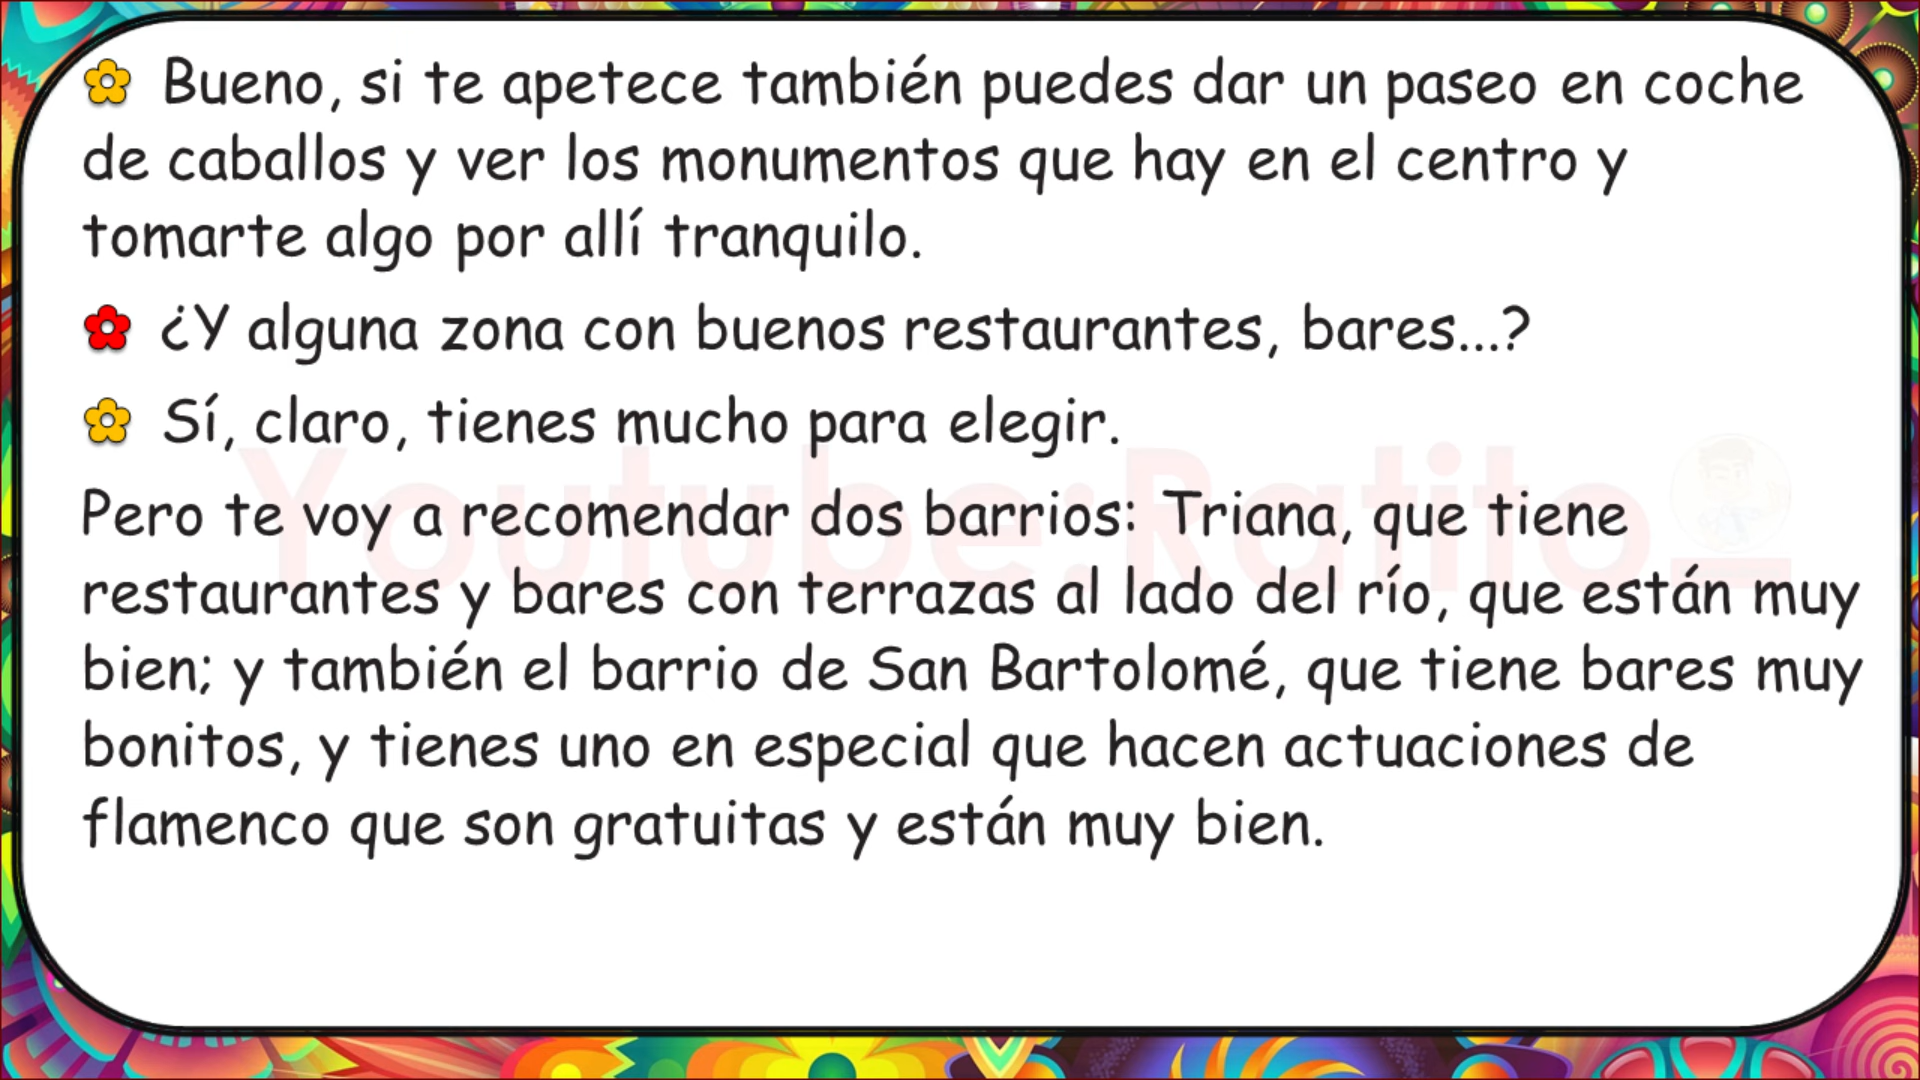 Bueno, si te apetece también puedes dar un paseo en coche
de caballos y ver los monumentos que hay en el centro y
tomarte algo por allí tranquilo.
¿Y alguna zona con buenos restaurantes, bares...?
Sí, claro, tienes mucho para elegir.
Youtube:Ratito
Pero te voy a recomendar dos barrios: Triana, que tiene
restaurantes y bares con terrazas al lado del río, que están muy
bien; y también el barrio de San Bartolomé, que tiene bares muy
bonitos, y tienes uno en especial que hacen actuaciones de
flamenco que son gratuitas y están muy bien.